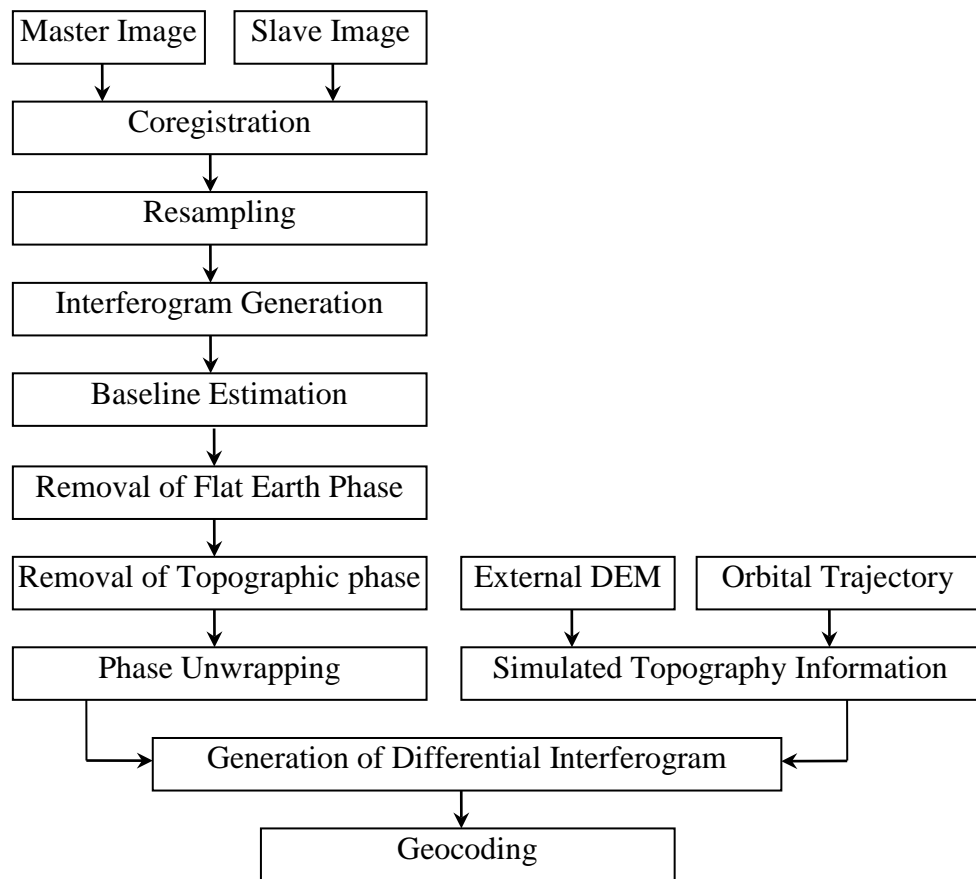 Master Image
Slave Image
Coregistration
Resampling
Interferogram Generation
Baseline Estimation
Removal of Flat Earth Phase
Removal of Topographic phase
External DEM
Orbital Trajectory
Phase Unwrapping
Simulated Topography Information
Generation of Differential Interferogram
Geocoding